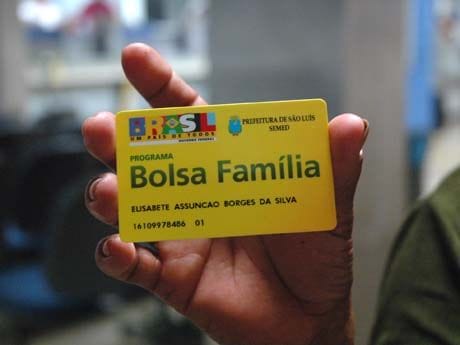 BRASIL
UM PAÍS DE TODOS
GOVERNO FEDERAL
PREFEITURA DE SÃO LUÍS
SEMED
PROGRAMA
Bolsa Família
ELISABETE ASSUNCAO BORGES DA SILVA
16109978486 01